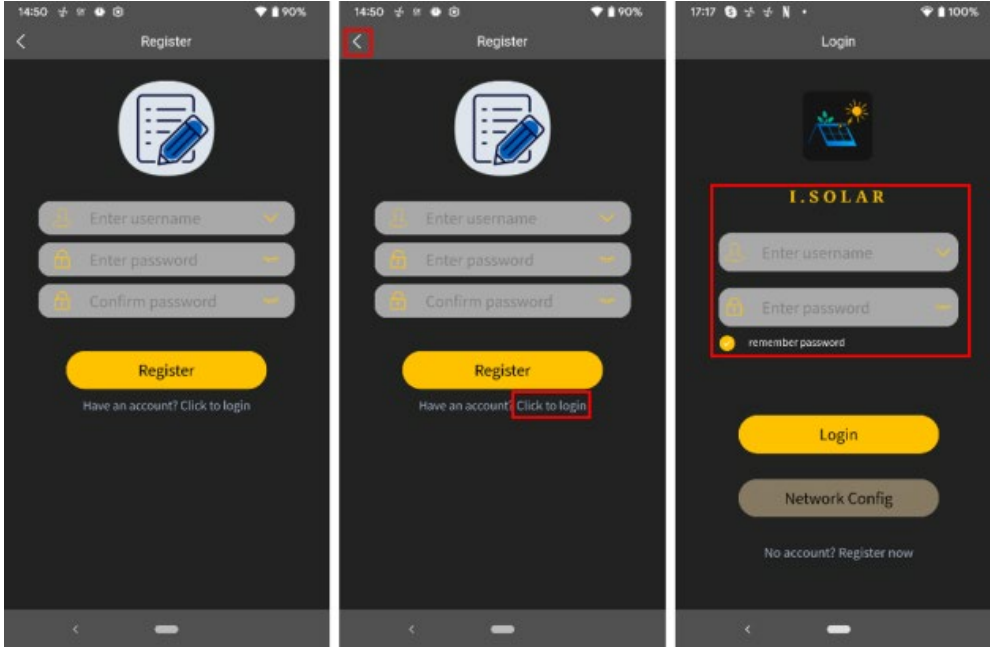 14:50 90%
Register
Enter username
Enter password
Confirm password
Register
Have an account? Click to login
14:50 90%
Register
Enter username
Enter password
Confirm password
Register
Have an account? Click to login
17:17 100%
Login
I.SOLAR
Enter username
Enter password
remember password
Login
Network Config
No account? Register now